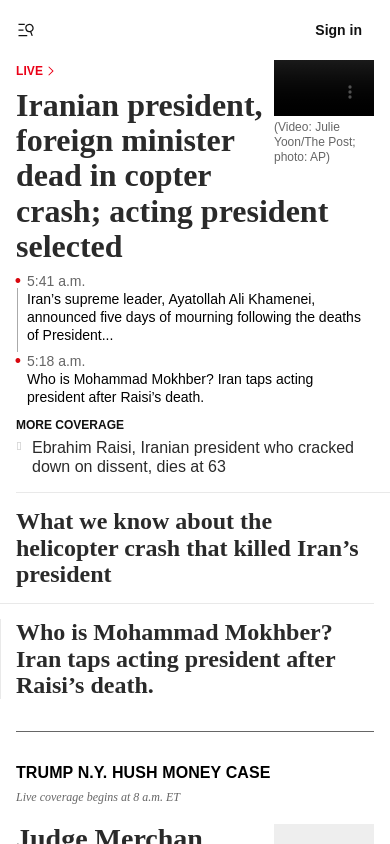 Sign in
LIVE
Iranian president,
foreign minister
dead in copter
crash; acting president
selected
(Video: Julie
Yoon/The Post;
photo: AP)
5:41 a.m.
Iran’s supreme leader, Ayatollah Ali Khamenei,
announced five days of mourning following the deaths
of President...
5:18 a.m.
Who is Mohammad Mokhber? Iran taps acting
president after Raisi’s death.
MORE COVERAGE
Ebrahim Raisi, Iranian president who cracked
down on dissent, dies at 63
What we know about the
helicopter crash that killed Iran’s
president
Who is Mohammad Mokhber?
Iran taps acting president after
Raisi’s death.
TRUMP N.Y. HUSH MONEY CASE
Live coverage begins at 8 a.m. ET
Judge Merchan